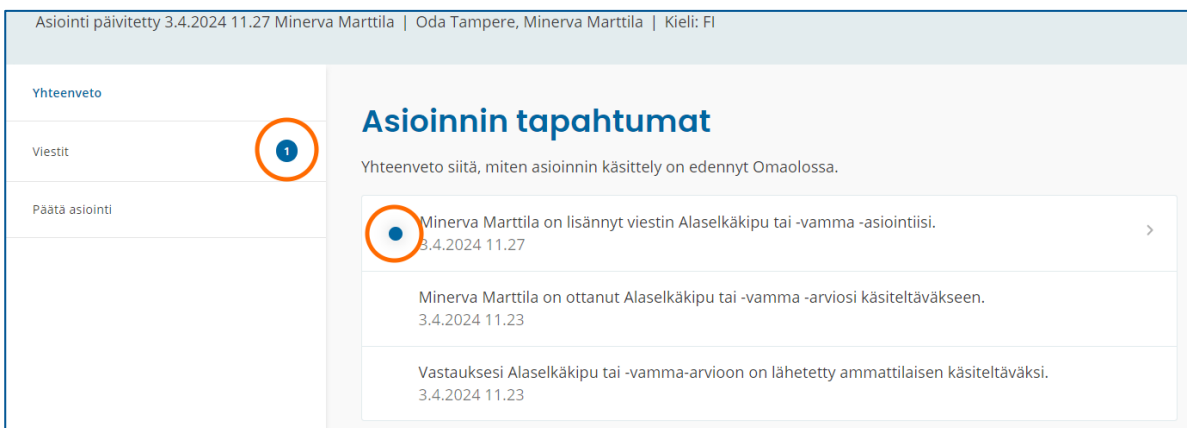 Asiointi päivitetty 3.4.2024 11.27 Minerva Marttila | Oda Tampere, Minerva Marttila | Kieli: FI
Yhteenveto
Viestit 1
Päätä asiointi
Asioinnin tapahtumat
Yhteenveto siitä, miten asioinnin käsittely on edennyt Omaolossa.
Minerva Marttila on lisännyt viestin Alaselkäkipu tai -vamma -asiointiisi.
3.4.2024 11.27
Minerva Marttila on ottanut Alaselkäkipu tai -vamma -arviosi käsiteltäväkseen.
3.4.2024 11.23
Vastauksesi Alaselkäkipu tai -vamma-arvioon on lähetetty ammattilaisen käsiteltäväksi.
3.4.2024 11.23